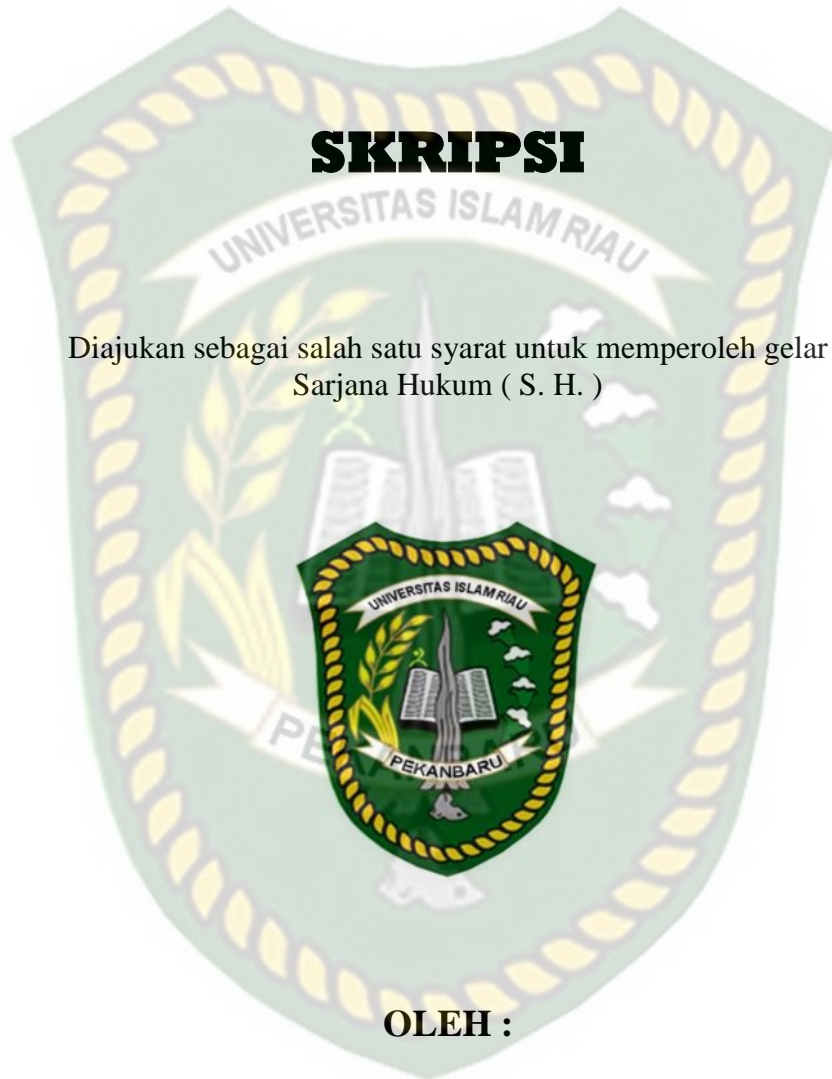 SKRIPSI
UNIVERSITAS ISLAM RIAU
Diajukan sebagai salah satu syarat untuk memperoleh gelar
Sarjana Hukum ( S. H. )
UNIVERSITAS ISLAM RIAU
PEKANBARU
PEKANBARU
OLEH :